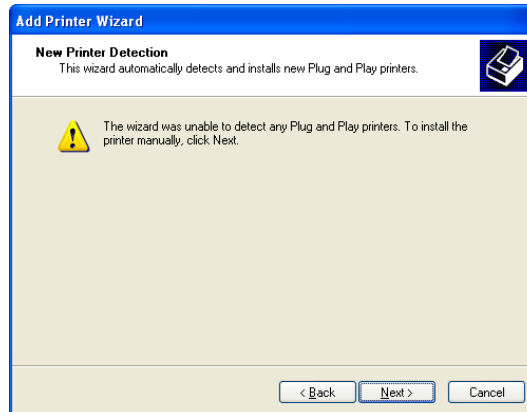 Add Printer Wizard
New Printer Detection
This wizard automatically detects and installs new Plug and Play printers.
The wizard was unable to detect any Plug and Play printers. To install the
printer manually, click Next.
< Back
Next >
Cancel